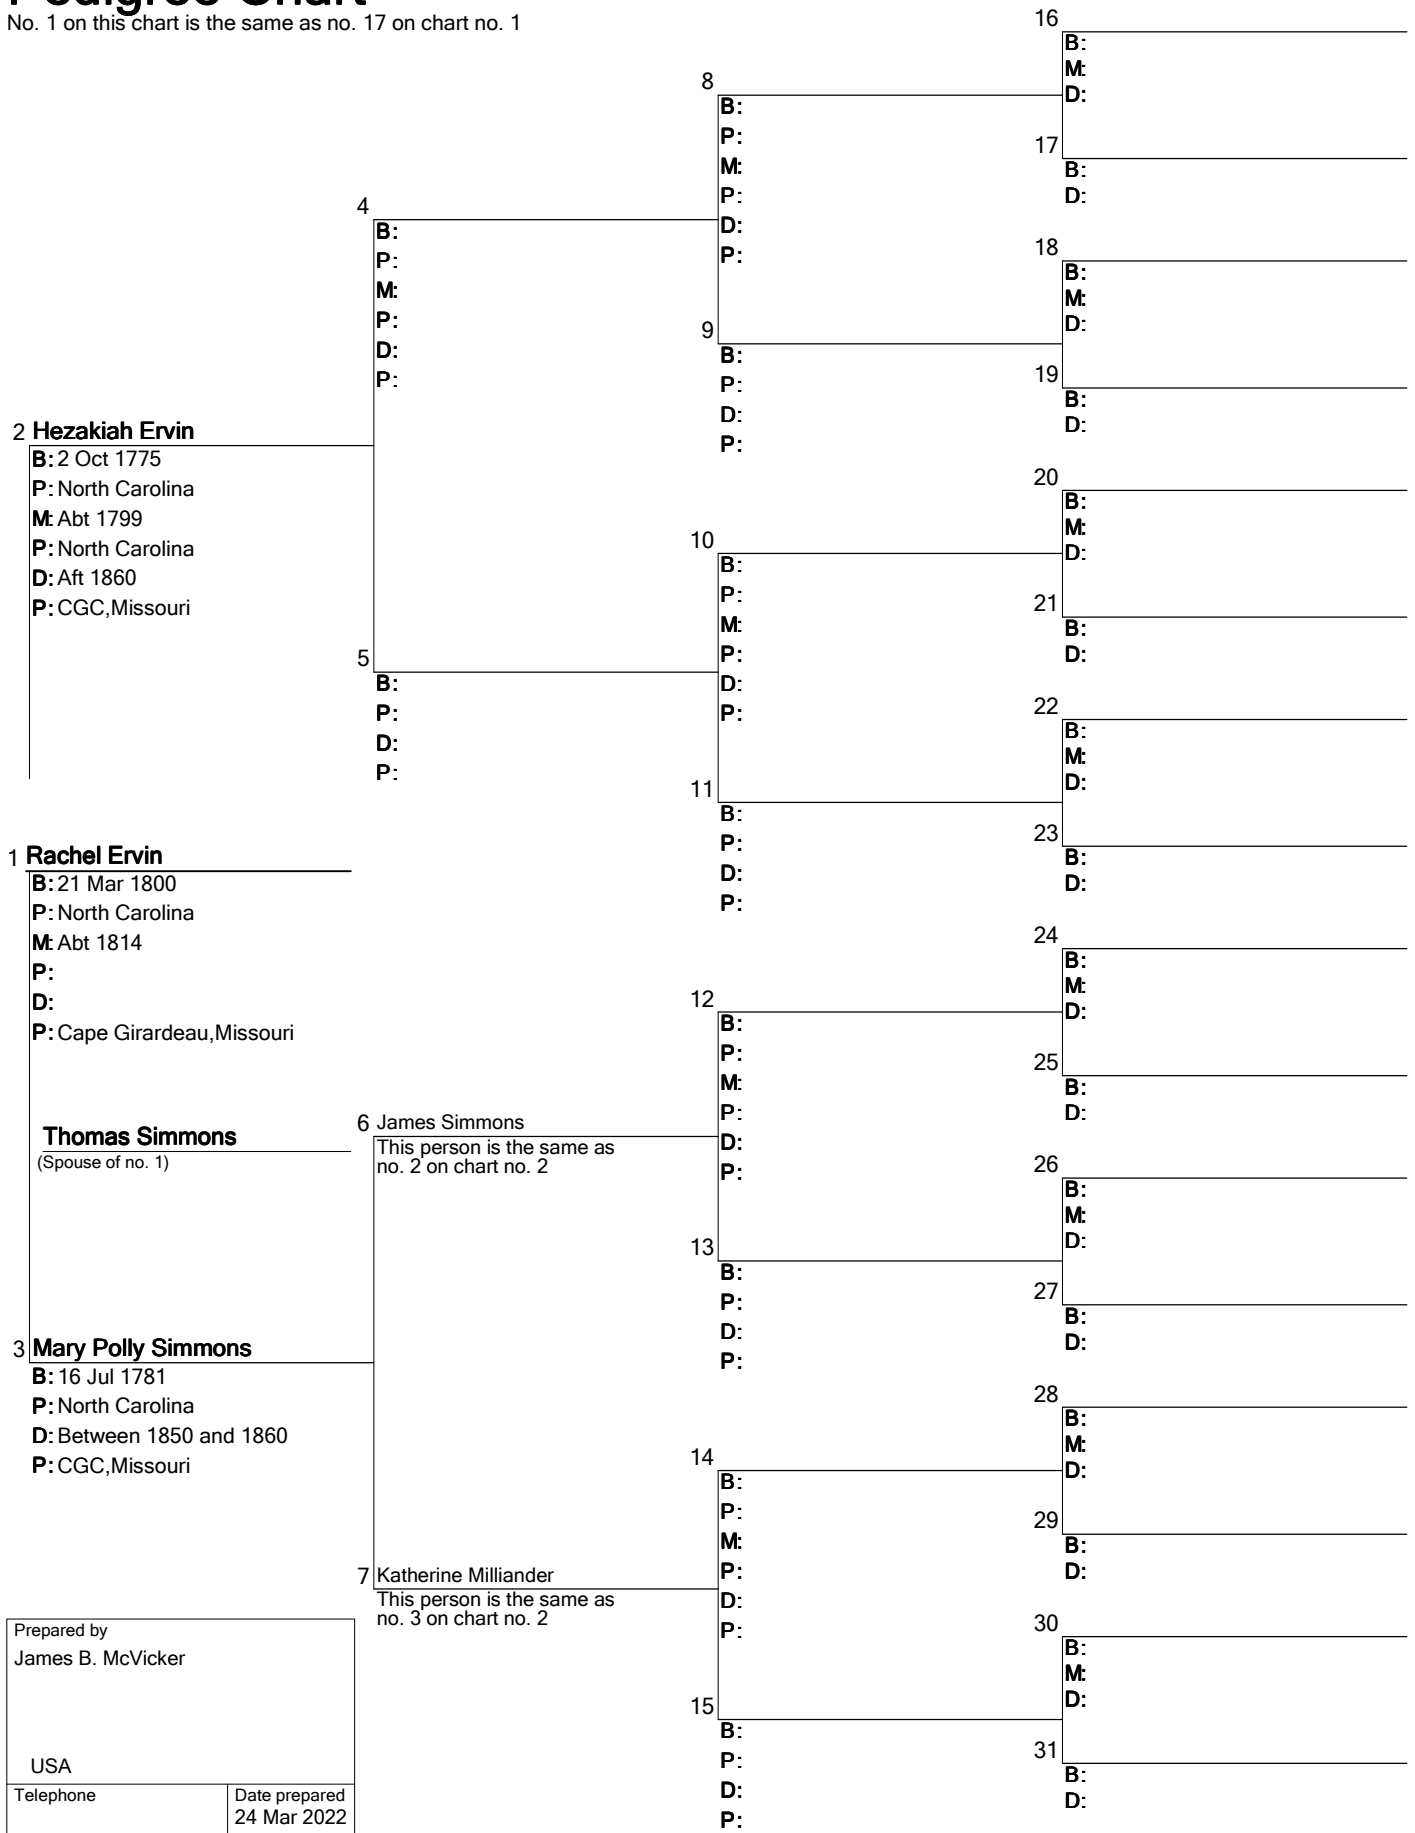 Pedigree Chart
No. 1 on this chart is the same as no. 17 on chart no. 1
2 Hezakiah Ervin
B: 2 Oct 1775
P: North Carolina
M: Abt 1799
P: North Carolina
D: Aft 1860
P: CGC,Missouri
1 Rachel Ervin
B: 21 Mar 1800
P: North Carolina
M: Abt 1814
P:
D:
P: Cape Girardeau,Missouri
Thomas Simmons
(Spouse of no. 1)
3 Mary Polly Simmons
B: 16 Jul 1781
P: North Carolina
D: Between 1850 and 1860
P: CGC,Missouri
Prepared by
James B. McVicker
USA
Telephone
Date prepared
24 Mar 2022
4
B:
P:
M:
P:
D:
P:
5
B:
P:
D:
P:
6 James Simmons
This person is the same as
no. 2 on chart no. 2
7 Katherine Milliander
This person is the same as
no. 3 on chart no. 2
8
B:
P:
M:
P:
D:
P:
9
B:
P:
D:
P:
10
B:
P:
M:
P:
D:
P:
11
B:
P:
D:
P:
12
B:
P:
M:
P:
D:
P:
13
B:
P:
D:
P:
14
B:
P:
M:
P:
D:
P:
15
B:
P:
D:
P:
16
B:
M:
D:
17
B:
D:
18
B:
M:
D:
19
B:
D:
20
B:
M:
D:
21
B:
D:
22
B:
M:
D:
23
B:
D:
24
B:
M:
D:
25
B:
D:
26
B:
M:
D:
27
B:
D:
28
B:
M:
D:
29
B:
D:
30
B:
M:
D:
31
B:
D: